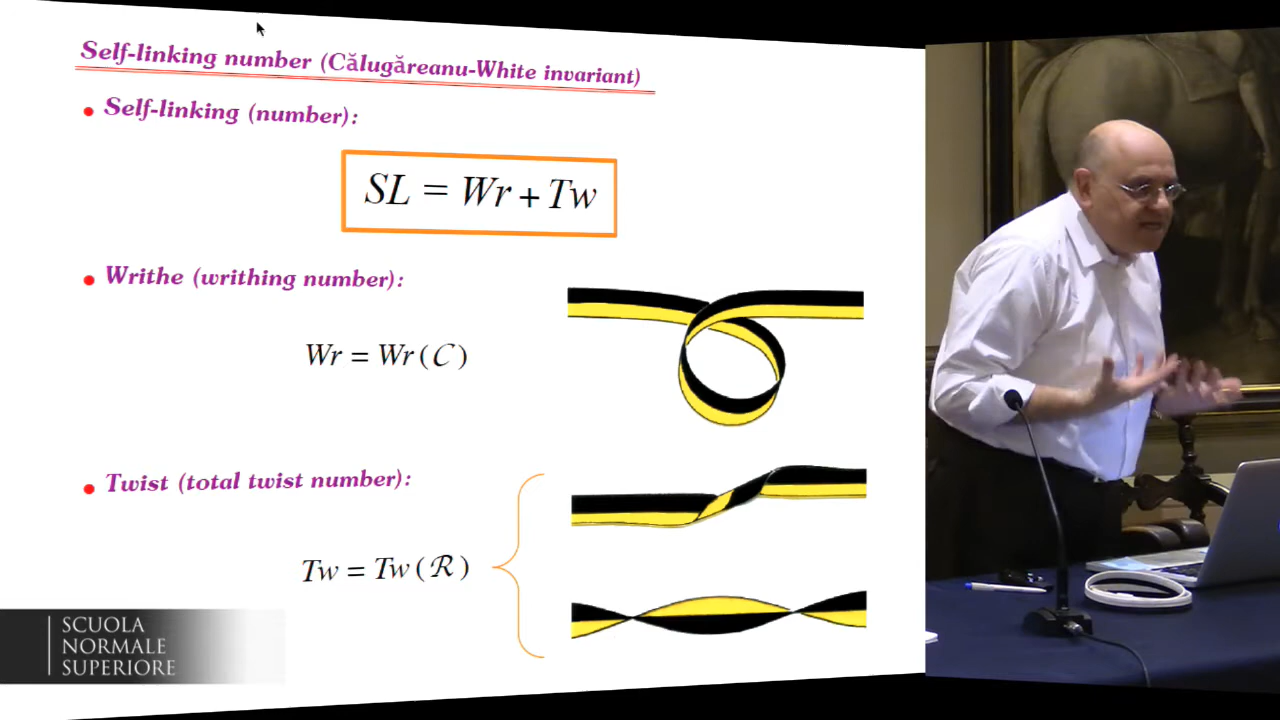 Self-linking number (Călugăreanu-White invariant)
• Self-linking (number):
SL = Wr + Tw
• Writhe (writhing number):
Wr = Wr (C)
• Twist (total twist number):
Tw = Tw (R)
SCUOLA
NORMALE
SUPERIORE